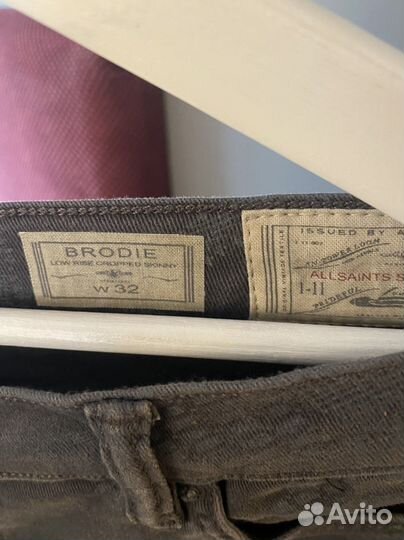 BRODIE
LOW RISE CROPPED SKINNY
W 32
ISSUED BY A
ALLSAINTS S
1-11
Avito